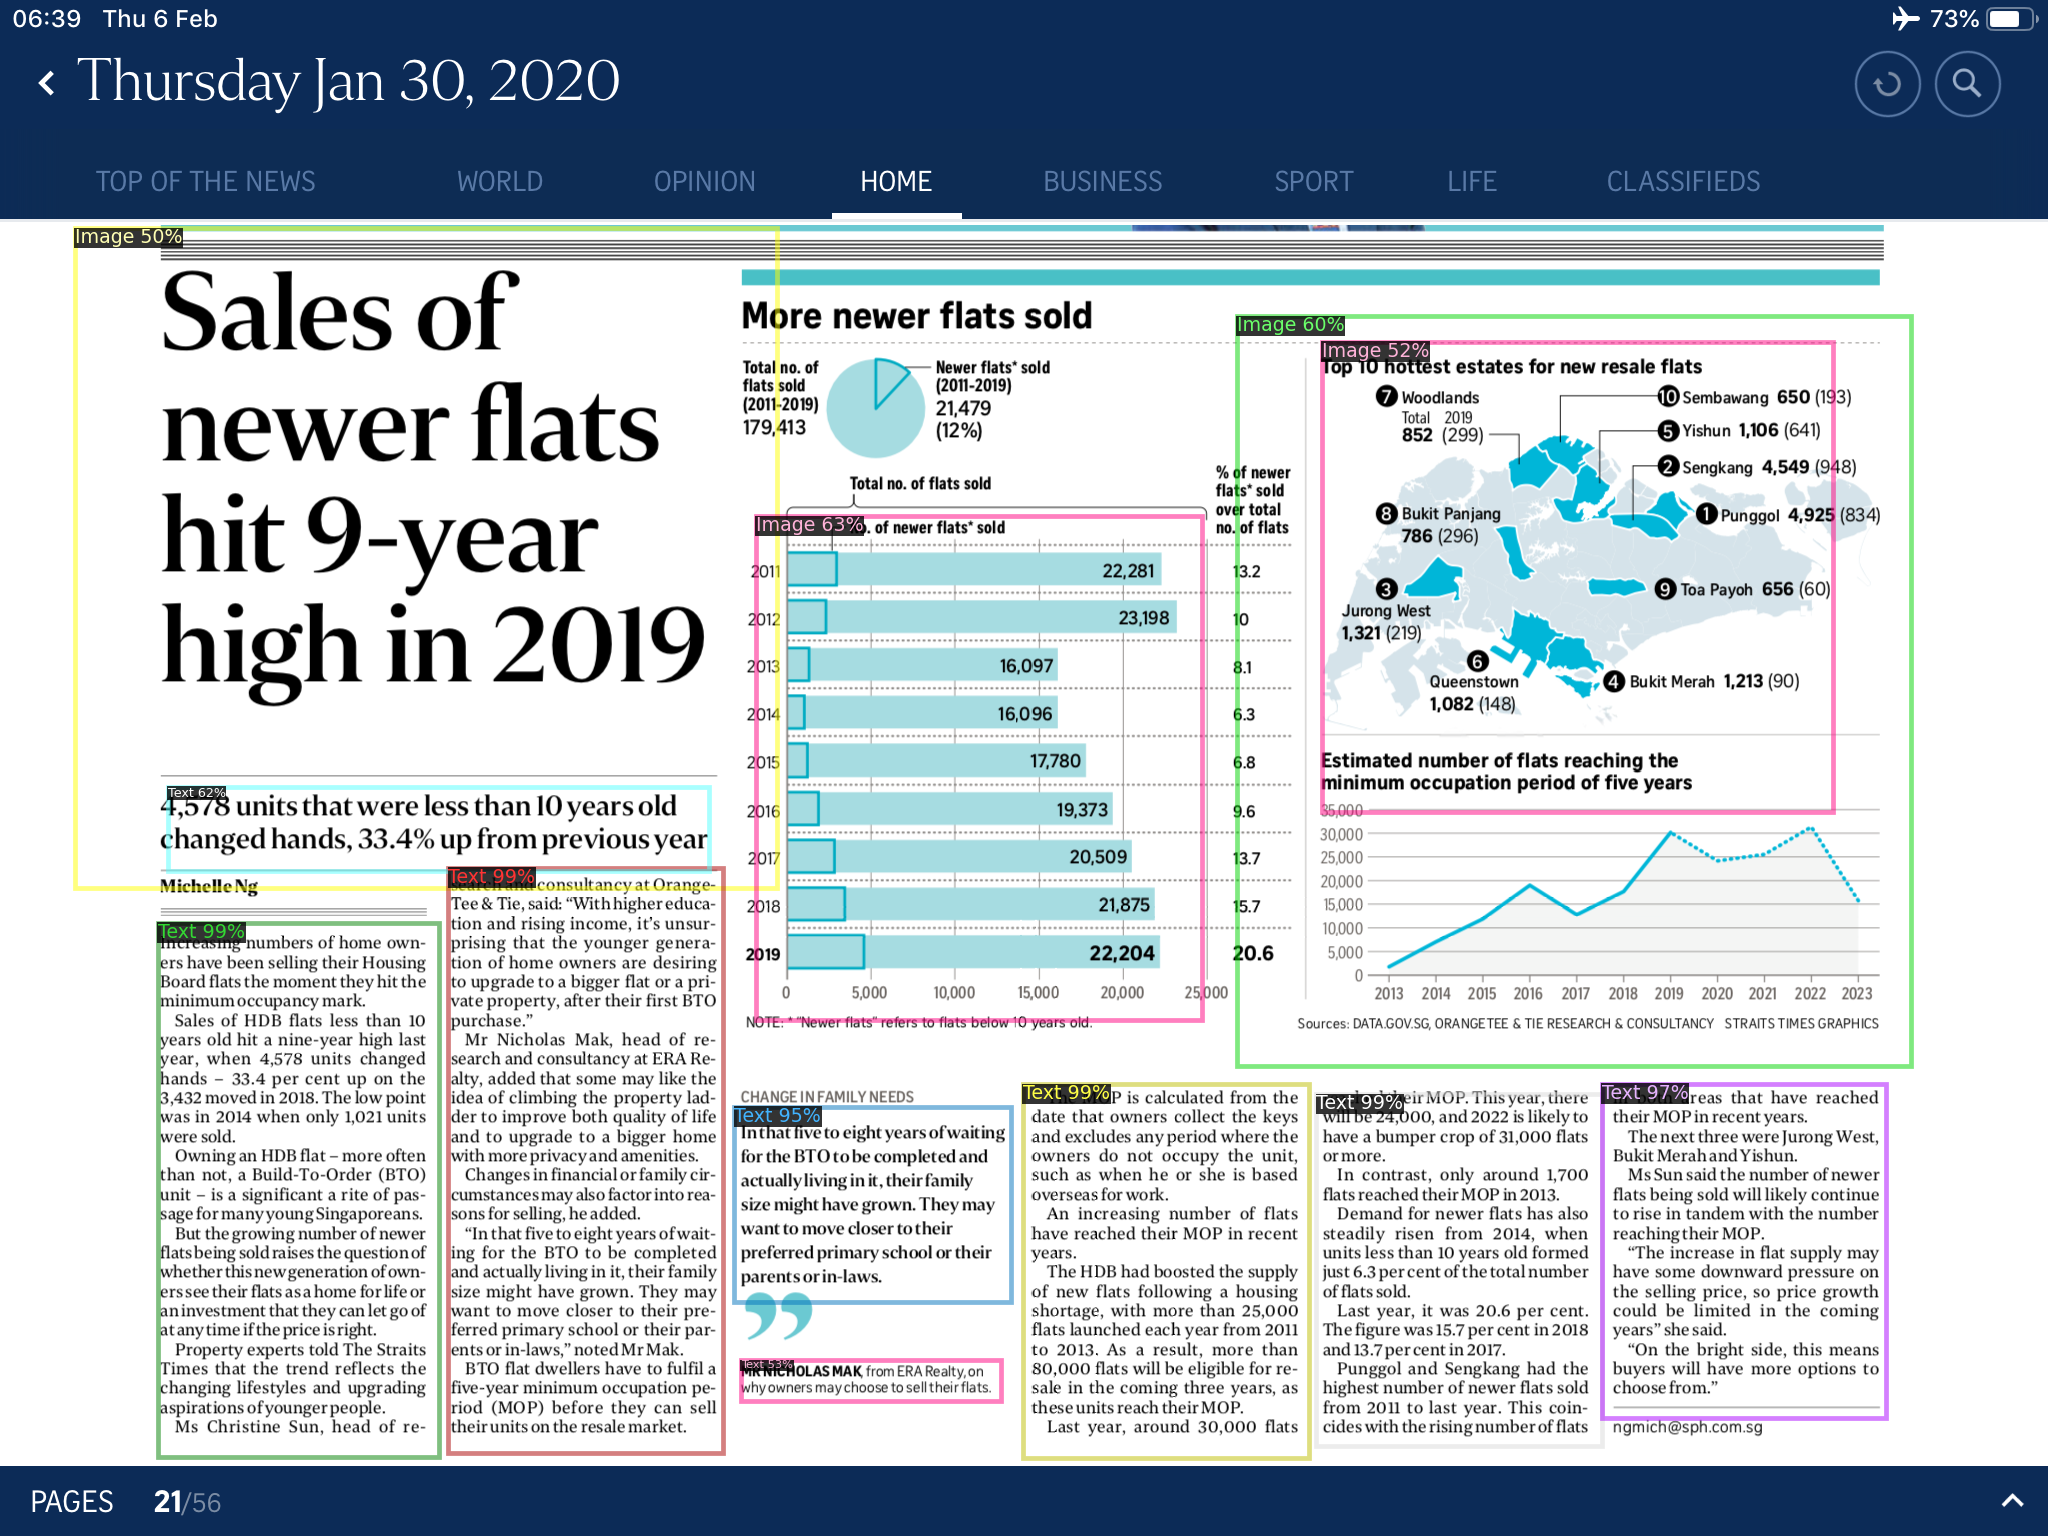 06:39 Thu 6 Feb
73%
Thursday Jan 30, 2020
TOP OF THE NEWS WORLD OPINION HOME BUSINESS SPORT LIFE CLASSIFIEDS
Image 50%
Sales of
newer flats
hit 9-year
high in 2019
Text 62%
4,578 units that were less than 10 years old
changed hands, 33.4% up from previous year
Michelle Ng
Text 99%
Increasing numbers of home own-
ers have been selling their Housing
Board flats the moment they hit the
minimum occupancy mark.
Sales of HDB flats less than 10
years old hit a nine-year high last
year, when 4,578 units changed
hands – 33.4 per cent up on the
3,432 moved in 2018. The low point
was in 2014 when only 1,021 units
were sold.
Owning an HDB flat – more often
than not, a Build-To-Order (BTO)
unit – is a significant a rite of pas-
sage for many young Singaporeans.
But the growing number of newer
flats being sold raises the question of
whether this new generation of own-
ers see their flats as a home for life or
an investment that they can let go of
at any time if the price is right.
Property experts told The Straits
Times that the trend reflects the
changing lifestyles and upgrading
aspirations of younger people.
Ms Christine Sun, head of re-
Text 99%
search and consultancy at Orange-
Tee & Tie, said: “With higher educa-
tion and rising income, it’s unsur-
prising that the younger genera-
tion of home owners are desiring
to upgrade to a bigger flat or a pri-
vate property, after their first BTO
purchase.”
Mr Nicholas Mak, head of re-
search and consultancy at ERA Re-
alty, added that some may like the
idea of climbing the property lad-
der to improve both quality of life
and to upgrade to a bigger home
with more privacy and amenities.
Changes in financial or family cir-
cumstances may also factor into rea-
sons for selling, he added.
“In that five to eight years of wait-
ing for the BTO to be completed
and actually living in it, their family
size might have grown. They may
want to move closer to their pre-
ferred primary school or their par-
ents or in-laws,” noted Mr Mak.
BTO flat dwellers have to fulfil a
five-year minimum occupation pe-
riod (MOP) before they can sell
their units on the resale market.
More newer flats sold
Total no. of
flats sold
(2011-2019)
179,413
Newer flats* sold
(2011-2019)
21,479
(12%)
Total no. of flats sold
% of newer
flats* sold
over total
no. of flats
Image 63%
. of newer flats* sold
2011 22,281 13.2
2012 23,198 10
2013 16,097 8.1
2014 16,096 6.3
2015 17,780 6.8
2016 19,373 9.6
2017 20,509 13.7
2018 21,875 15.7
2019 22,204 20.6
0 5,000 10,000 15,000 20,000 25,000
NOTE: * “Newer flats” refers to flats below 10 years old.
Image 60%
Image 52%
Top 10 hottest estates for new resale flats
7 Woodlands
Total 2019
852 (299)
10 Sembawang 650 (193)
5 Yishun 1,106 (641)
2 Sengkang 4,549 (948)
8 Bukit Panjang
786 (296)
1 Punggol 4,925 (834)
3
Jurong West
1,321 (219)
9 Toa Payoh 656 (60)
6
Queenstown
1,082 (148)
4 Bukit Merah 1,213 (90)
Estimated number of flats reaching the
minimum occupation period of five years
35,000
30,000
25,000
20,000
15,000
10,000
5,000
0
2013 2014 2015 2016 2017 2018 2019 2020 2021 2022 2023
Sources: DATA.GOV.SG, ORANGETEE & TIE RESEARCH & CONSULTANCY STRAITS TIMES GRAPHICS
CHANGE IN FAMILY NEEDS
Text 95%
In that five to eight years of waiting
for the BTO to be completed and
actually living in it, their family
size might have grown. They may
want to move closer to their
preferred primary school or their
parents or in-laws.
”
Text 53%
MR NICHOLAS MAK, from ERA Realty, on
why owners may choose to sell their flats.
Text 99%
P is calculated from the
date that owners collect the keys
and excludes any period where the
owners do not occupy the unit,
such as when he or she is based
overseas for work.
An increasing number of flats
have reached their MOP in recent
years.
The HDB had boosted the supply
of new flats following a housing
shortage, with more than 25,000
flats launched each year from 2011
to 2013. As a result, more than
80,000 flats will be eligible for re-
sale in the coming three years, as
these units reach their MOP.
Last year, around 30,000 flats
Text 99%
their MOP. This year, there
will be 24,000, and 2022 is likely to
have a bumper crop of 31,000 flats
or more.
In contrast, only around 1,700
flats reached their MOP in 2013.
Demand for newer flats has also
steadily risen from 2014, when
units less than 10 years old formed
just 6.3 per cent of the total number
of flats sold.
Last year, it was 20.6 per cent.
The figure was 15.7 per cent in 2018
and 13.7 per cent in 2017.
Punggol and Sengkang had the
highest number of newer flats sold
from 2011 to last year. This coin-
cides with the rising number of flats
Text 97%
areas that have reached
their MOP in recent years.
The next three were Jurong West,
Bukit Merah and Yishun.
Ms Sun said the number of newer
flats being sold will likely continue
to rise in tandem with the number
reaching their MOP.
“The increase in flat supply may
have some downward pressure on
the selling price, so price growth
could be limited in the coming
years” she said.
“On the bright side, this means
buyers will have more options to
choose from.”
ngmich@sph.com.sg
PAGES 21/56